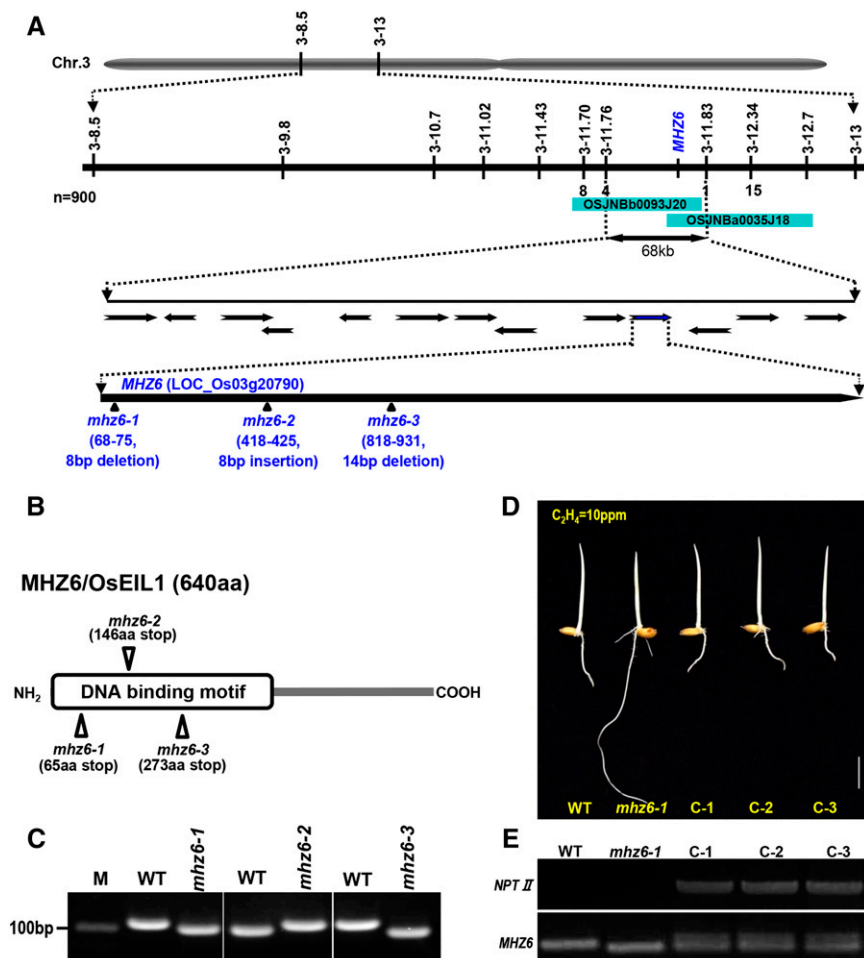 A
3-8.5
3-13
Chr.3
3-8.5
3-9.8
3-10.7
3-11.02
3-11.43
3-11.70
3-11.76
MHZ6
3-11.83
3-12.34
3-12.7
3-13
n=900
8 4 1 15
OSJNBb0093J20
OSJNBa0035J18
68kb
MHZ6 (LOC_Os03g20790)
mhz6-1
(68-75,
8bp deletion)
mhz6-2
(418-425,
8bp insertion)
mhz6-3
(818-931,
14bp deletion)
B
MHZ6/OsEIL1 (640aa)
mhz6-2
(146aa stop)
NH2
DNA binding motif
COOH
mhz6-1
(65aa stop)
mhz6-3
(273aa stop)
C
M WT mhz6-1 WT mhz6-2 WT mhz6-3
100bp
D
C2H4=10ppm
WT mhz6-1 C-1 C-2 C-3
E
WT mhz6-1 C-1 C-2 C-3
NPT II
MHZ6